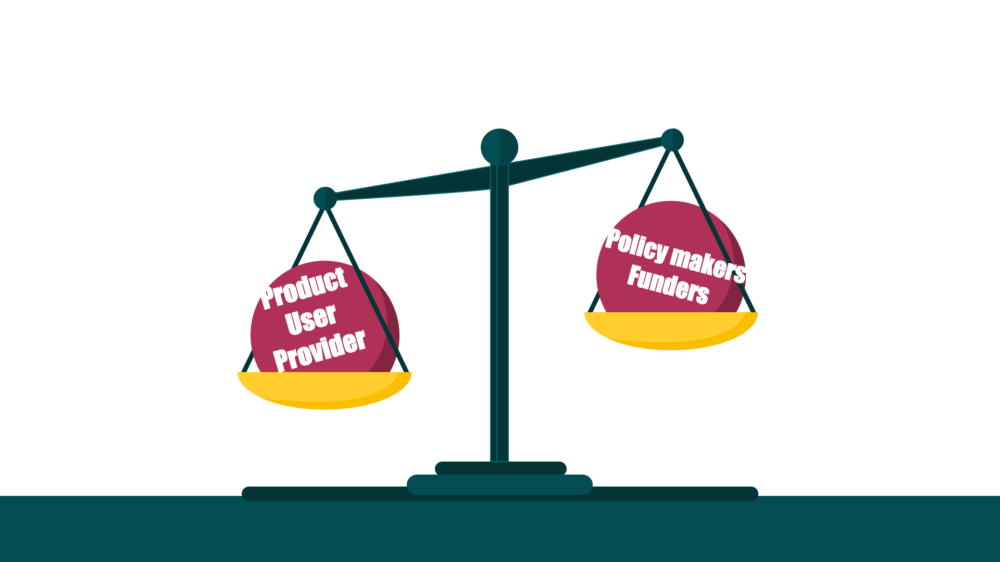 Product
User
Provider
Policy makers
Funders